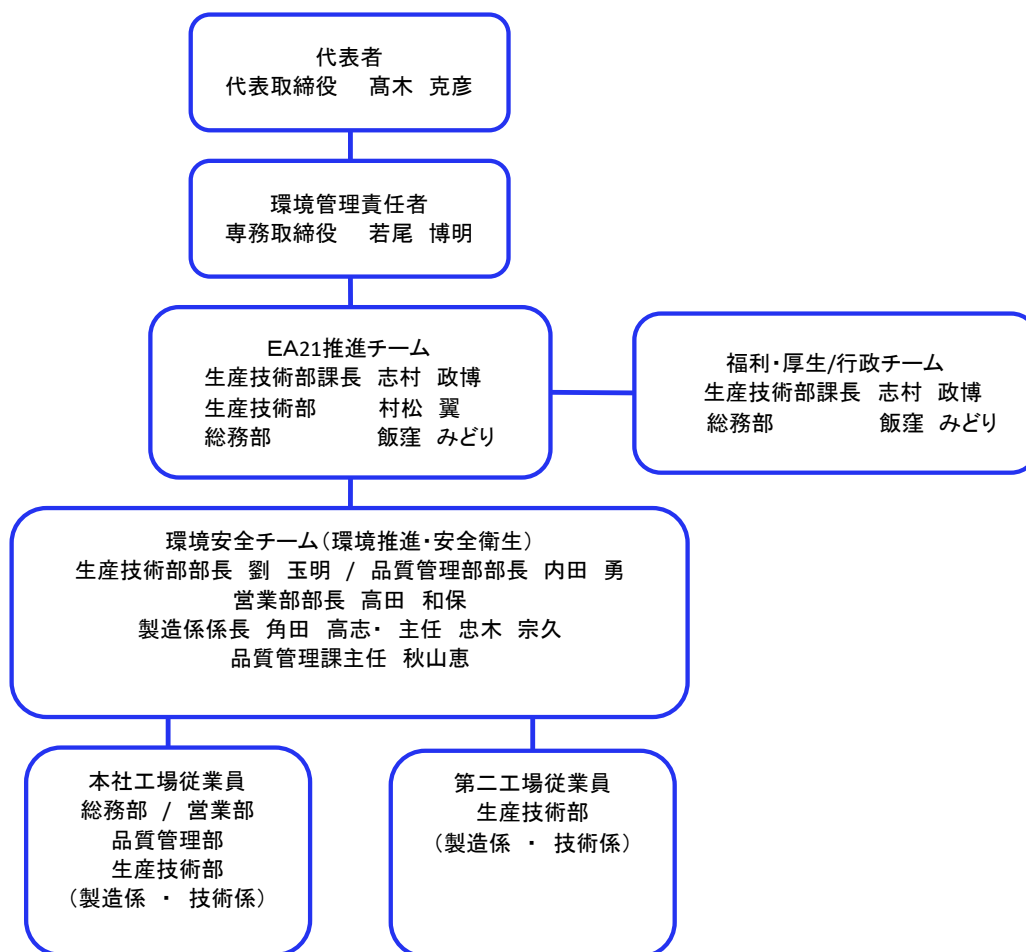 代表者
代表取締役　髙木 克彦
環境管理責任者
専務取締役　若尾 博明
EA21推進チーム
生産技術部課長 志村 政博
生産技術部　村松 翼
総務部　飯窪 みどり
福利・厚生/行政チーム
生産技術部課長 志村 政博
総務部　飯窪 みどり
環境安全チーム（環境推進・安全衛生）
生産技術部部長 劉 玉明 / 品質管理部部長 内田 勇
営業部部長 高田 和保
製造係係長 角田 高志・ 主任 忠木 宗久
品質管理課主任 秋山恵
本社工場従業員
総務部 / 営業部
品質管理部
生産技術部
（製造係 ・ 技術係）
第二工場従業員
生産技術部
（製造係 ・ 技術係）